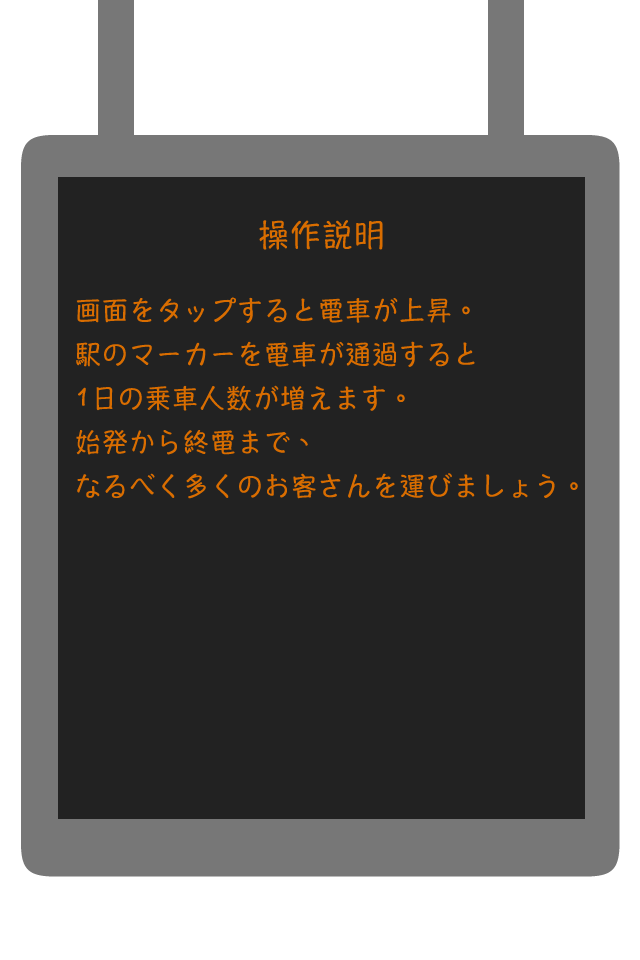 操作説明
画面をタップすると電車が上昇。
駅のマーカーを電車が通過すると
1日の乗車人数が増えます。
始発から終電まで、
なるべく多くのお客さんを運びましょう。